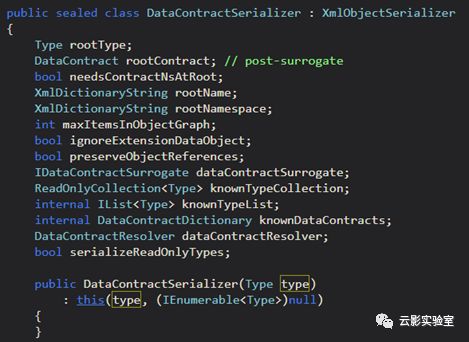 public sealed class DataContractSerializer : XmlObjectSerializer
{
    Type rootType;
    DataContract rootContract; // post-surrogate
    bool needsContractNsAtRoot;
    XmlDictionaryString rootName;
    XmlDictionaryString rootNamespace;
    int maxItemsInObjectGraph;
    bool ignoreExtensionDataObject;
    bool preserveObjectReferences;
    IDataContractSurrogate dataContractSurrogate;
    ReadOnlyCollection<Type> knownTypeCollection;
    internal IList<Type> knownTypeList;
    internal DataContractDictionary knownDataContracts;
    DataContractResolver dataContractResolver;
    bool serializeReadOnlyTypes;

    public DataContractSerializer(Type type)
        : this(type, (IEnumerable<Type>)null)
    {
    }
云影实验室